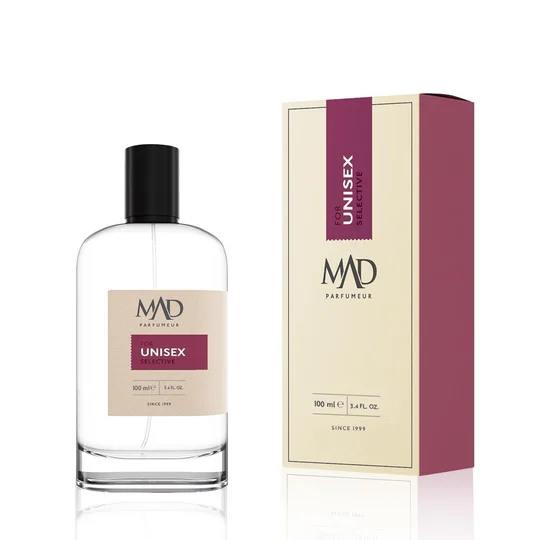 MAD
PARFUMEUR
FOR
UNISEX
SELECTIVE
100 ml ℮ 3.4 FL. OZ.
SINCE 1999
FOR
UNISEX
SELECTIVE
MAD
PARFUMEUR
100 ml ℮ 3.4 FL. OZ.
SINCE 1999